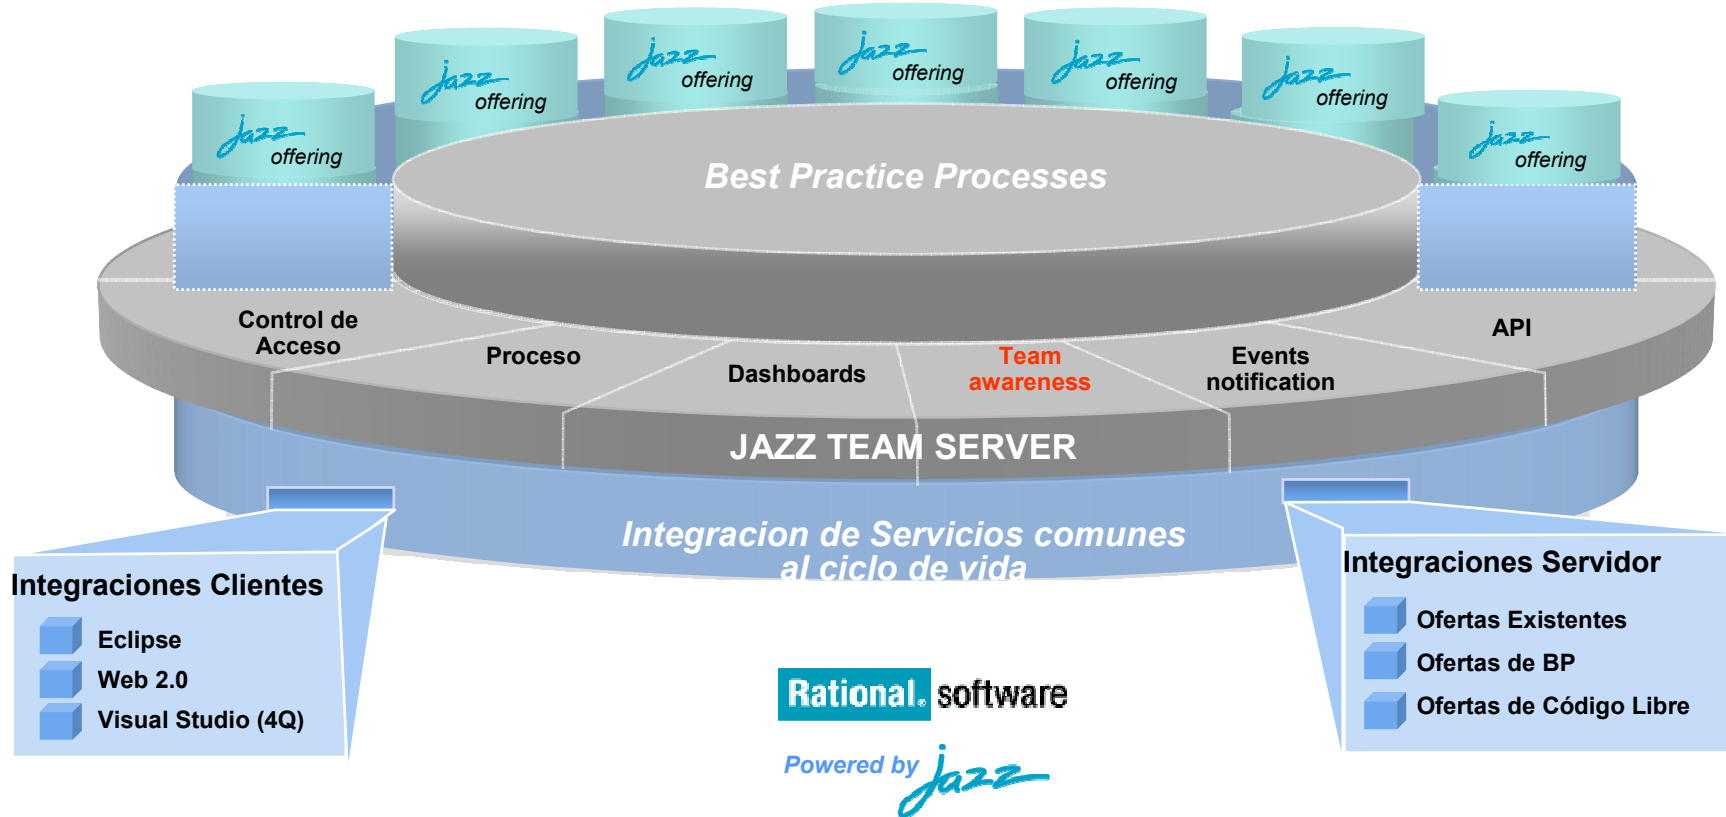 jazz
offering
jazz
offering
jazz
offering
jazz
offering
jazz
offering
jazz
offering
jazz
offering
Best Practice Processes
Control de
Acceso
Proceso
Dashboards
Team
awareness
Events
notification
API
JAZZ TEAM SERVER
Integracion de Servicios comunes
al ciclo de vida
Integraciones Clientes
Eclipse
Web 2.0
Visual Studio (4Q)
Integraciones Servidor
Ofertas Existentes
Ofertas de BP
Ofertas de Código Libre
Rational® software
Powered by jazz